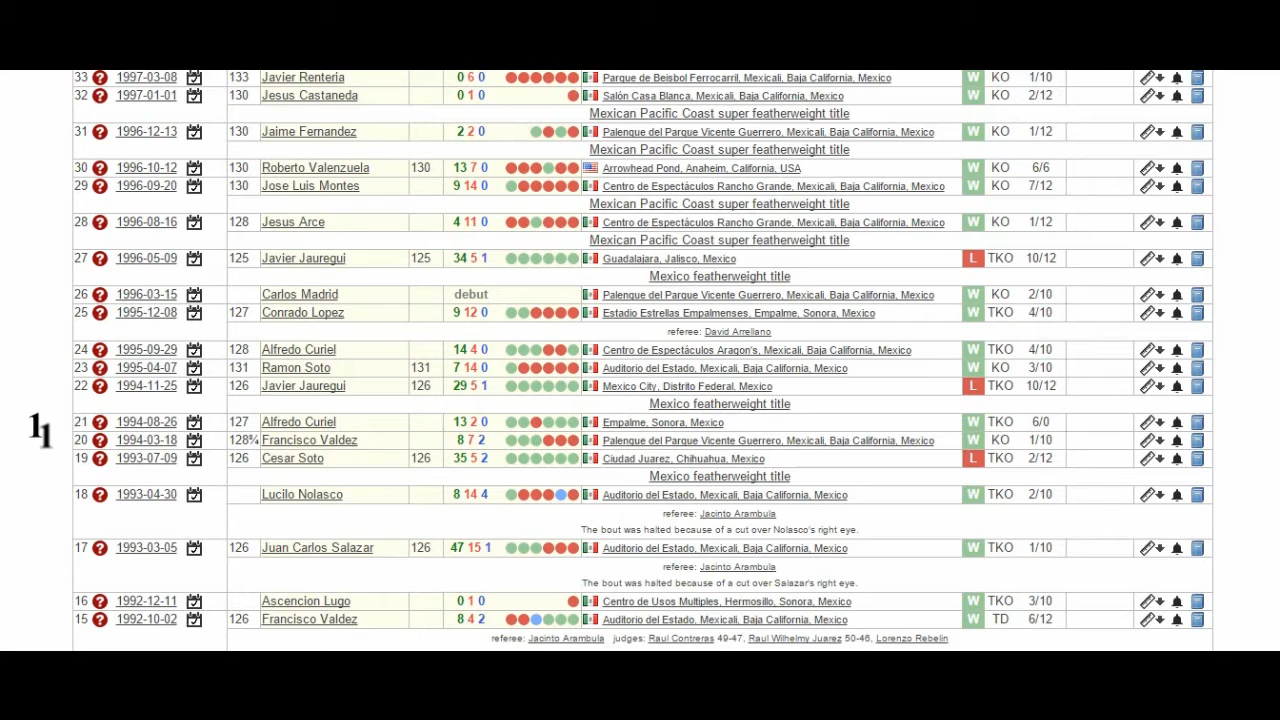 33 ? 1997-03-08 133 Javier Renteria 0 6 0 Parque de Beisbol Ferrocarril, Mexicali, Baja California, Mexico W KO 1/10
32 ? 1997-01-01 130 Jesus Castaneda 0 1 0 Salón Casa Blanca, Mexicali, Baja California, Mexico W KO 2/12
Mexican Pacific Coast super featherweight title
31 ? 1996-12-13 130 Jaime Fernandez 2 2 0 Palenque del Parque Vicente Guerrero, Mexicali, Baja California, Mexico W KO 1/12
Mexican Pacific Coast super featherweight title
30 ? 1996-10-12 130 Roberto Valenzuela 130 13 7 0 Arrowhead Pond, Anaheim, California, USA W KO 6/6
29 ? 1996-09-20 130 Jose Luis Montes 9 14 0 Centro de Espectáculos Rancho Grande, Mexicali, Baja California, Mexico W KO 7/12
Mexican Pacific Coast super featherweight title
28 ? 1996-08-16 128 Jesus Arce 4 11 0 Centro de Espectáculos Rancho Grande, Mexicali, Baja California, Mexico W KO 1/12
Mexican Pacific Coast super featherweight title
27 ? 1996-05-09 125 Javier Jauregui 125 34 5 1 Guadalajara, Jalisco, Mexico L TKO 10/12
Mexico featherweight title
26 ? 1996-03-15 Carlos Madrid debut Palenque del Parque Vicente Guerrero, Mexicali, Baja California, Mexico W KO 2/10
25 ? 1995-12-08 127 Conrado Lopez 9 12 0 Estadio Estrellas Empalmenses, Empalme, Sonora, Mexico W TKO 4/10
referee: David Arrellano
24 ? 1995-09-29 128 Alfredo Curiel 14 4 0 Centro de Espectáculos Aragon's, Mexicali, Baja California, Mexico W TKO 4/10
23 ? 1995-04-07 131 Ramon Soto 131 7 14 0 Auditorio del Estado, Mexicali, Baja California, Mexico W KO 3/10
22 ? 1994-11-25 126 Javier Jauregui 126 29 5 1 Mexico City, Distrito Federal, Mexico L TKO 10/12
Mexico featherweight title
21 ? 1994-08-26 127 Alfredo Curiel 13 2 0 Empalme, Sonora, Mexico W TKO 6/0
11
20 ? 1994-03-18 128¾ Francisco Valdez 8 7 2 Palenque del Parque Vicente Guerrero, Mexicali, Baja California, Mexico W KO 1/10
19 ? 1993-07-09 126 Cesar Soto 126 35 5 2 Ciudad Juarez, Chihuahua, Mexico L TKO 2/12
Mexico featherweight title
18 ? 1993-04-30 Lucilo Nolasco 8 14 4 Auditorio del Estado, Mexicali, Baja California, Mexico W TKO 2/10
referee: Jacinto Arambula
The bout was halted because of a cut over Nolasco's right eye.
17 ? 1993-03-05 126 Juan Carlos Salazar 126 47 15 1 Auditorio del Estado, Mexicali, Baja California, Mexico W TKO 1/10
referee: Jacinto Arambula
The bout was halted because of a cut over Salazar's right eye.
16 ? 1992-12-11 Ascencion Lugo 0 1 0 Centro de Usos Multiples, Hermosillo, Sonora, Mexico W TKO 3/10
15 ? 1992-10-02 126 Francisco Valdez 8 4 2 Auditorio del Estado, Mexicali, Baja California, Mexico W TD 6/12
referee: Jacinto Arambula judges: Raul Contreras 49-47, Raul Wilhelmy Juarez 50-46, Lorenzo Rebelin